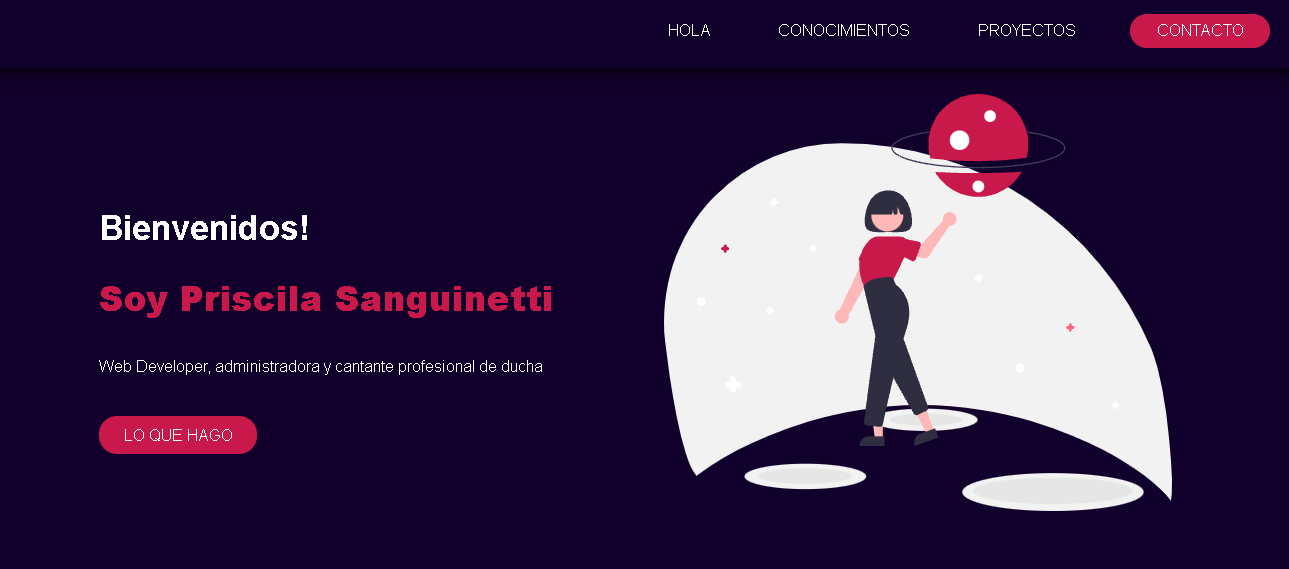 HOLA CONOCIMIENTOS PROYECTOS CONTACTO
Bienvenidos!
Soy Priscila Sanguinetti
Web Developer, administradora y cantante profesional de ducha
LO QUE HAGO